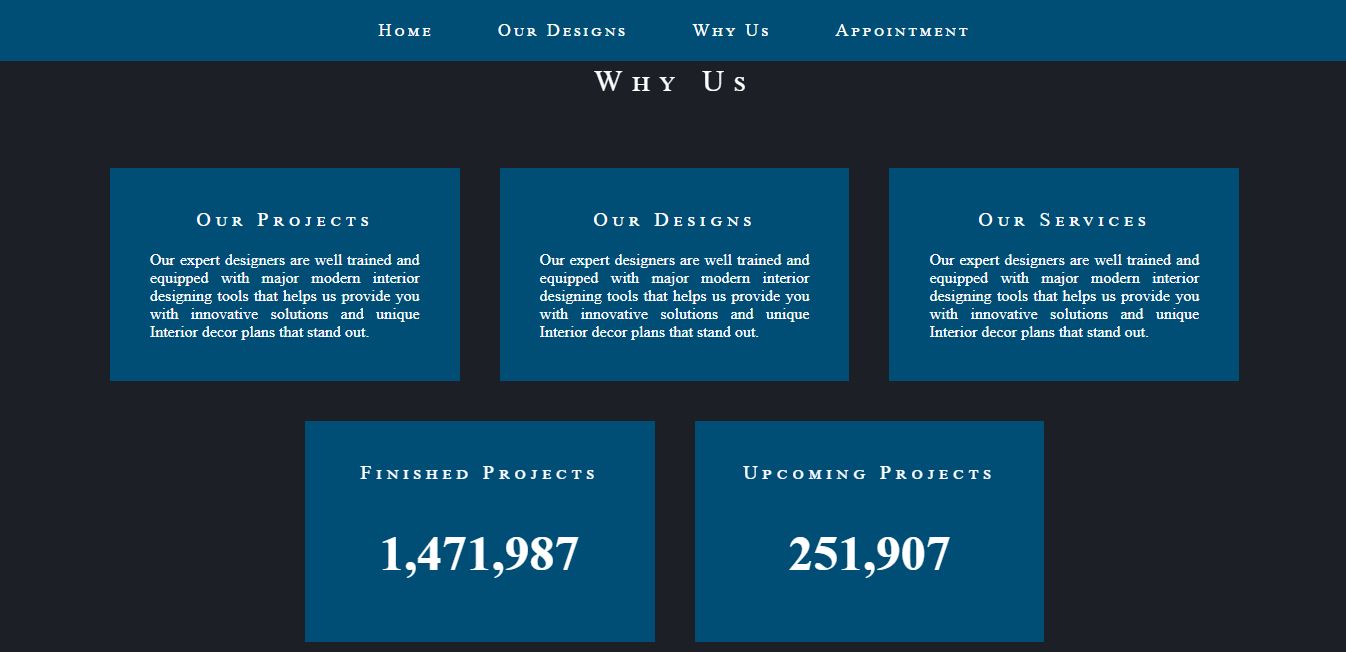 Home Our Designs Why Us Appointment
Why Us
Our Projects
Our expert designers are well trained and
equipped with major modern interior
designing tools that helps us provide you
with innovative solutions and unique
Interior decor plans that stand out.
Our Designs
Our expert designers are well trained and
equipped with major modern interior
designing tools that helps us provide you
with innovative solutions and unique
Interior decor plans that stand out.
Our Services
Our expert designers are well trained and
equipped with major modern interior
designing tools that helps us provide you
with innovative solutions and unique
Interior decor plans that stand out.
Finished Projects
1,471,987
Upcoming Projects
251,907